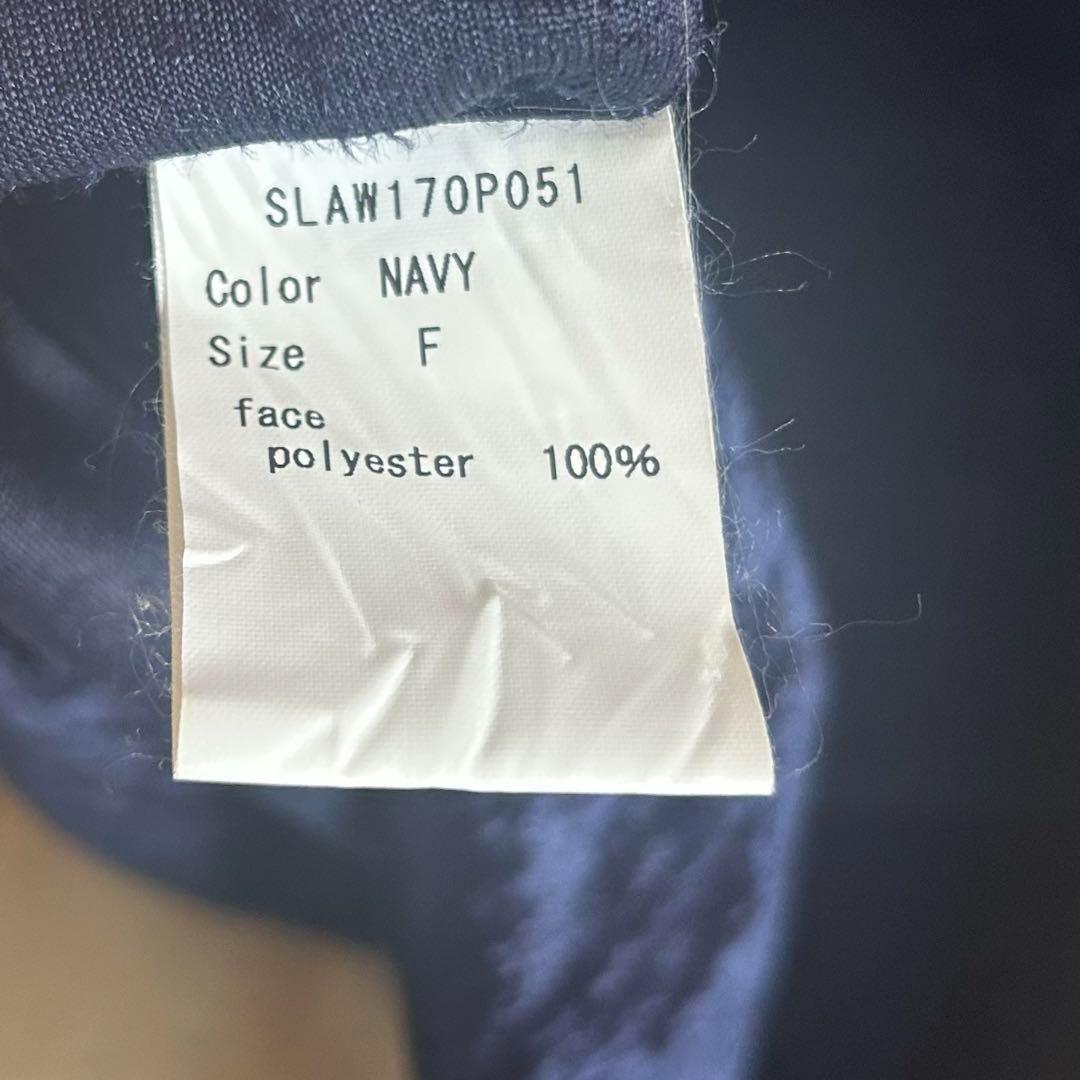 SLAW170P051
Color NAVY
Size F
face
polyester 100%